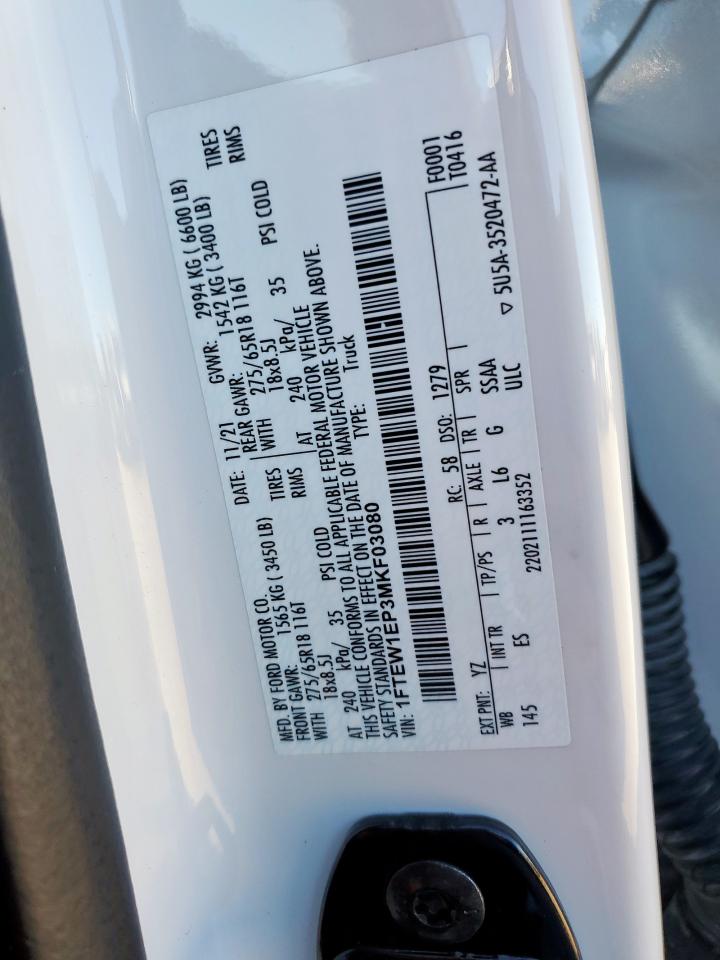 MFD. BY FORD MOTOR CO.
DATE: 11/21 GVWR: 2994 KG ( 6600 LB)
FRONT GAWR: 1565 KG ( 3450 LB) REAR GAWR: 1542 KG ( 3400 LB)
WITH 275/65R18 116T TIRES WITH 275/65R18 116T TIRES
18x8.5J RIMS 18x8.5J RIMS
AT 240 kPa/ 35 PSI COLD AT 240 kPa/ 35 PSI COLD
THIS VEHICLE CONFORMS TO ALL APPLICABLE FEDERAL MOTOR VEHICLE
SAFETY STANDARDS IN EFFECT ON THE DATE OF MANUFACTURE SHOWN ABOVE.
VIN: 1FTEW1EP3MKF03080 TYPE: Truck
F0001
T0416
EXT PNT: YZ RC: 58 DSO: 1279
WB INT TR TP/PS R AXLE TR SPR
145 ES 3 L6 G SSAA
2202111163352 ULC
▽ 5U5A-3520472-AA